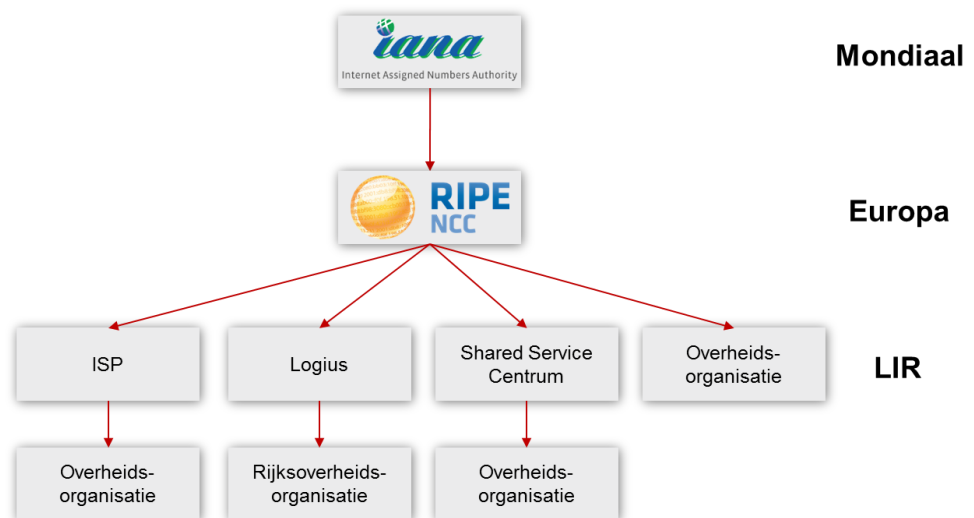 iana
Internet Assigned Numbers Authority
Mondiaal
RIPE
NCC
Europa
ISP
Logius
Shared Service
Centrum
Overheids-
organisatie
LIR
Overheids-
organisatie
Rijksoverheids-
organisatie
Overheids-
organisatie